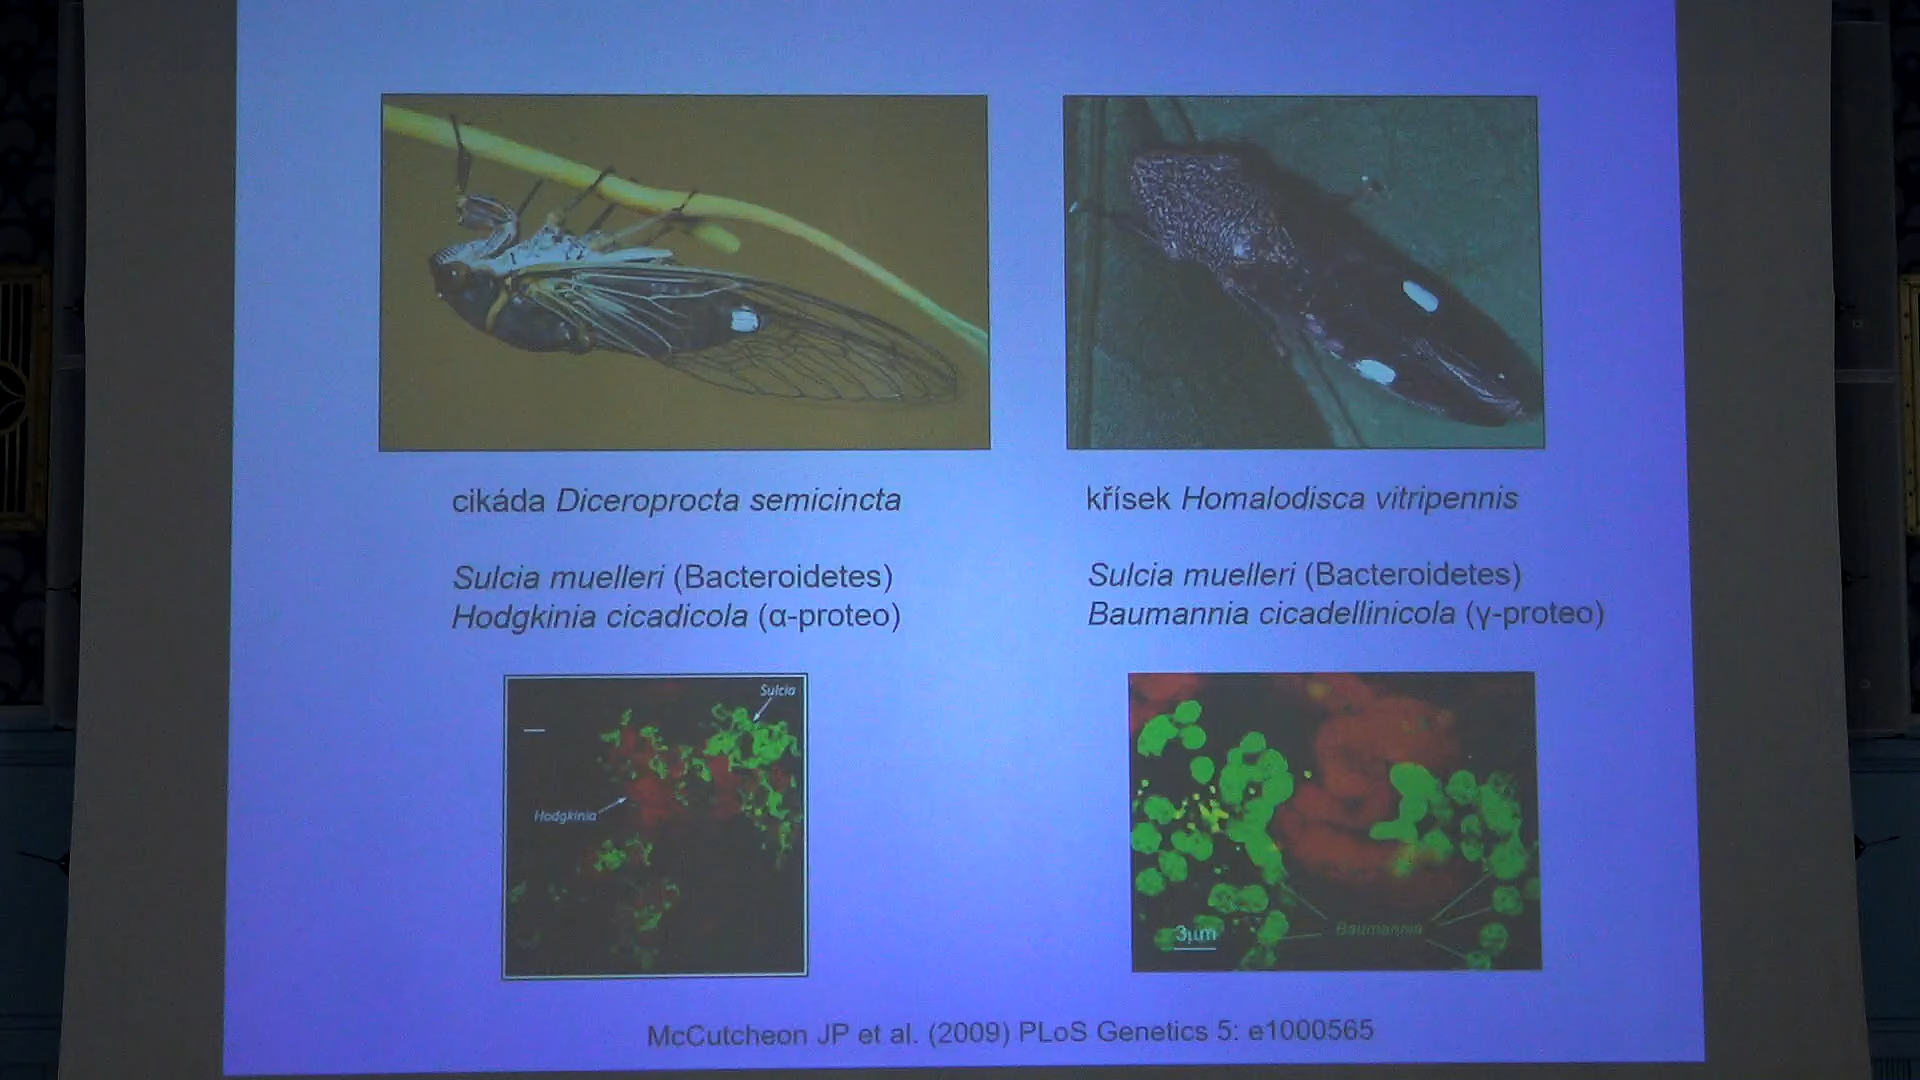 cikáda Diceroprocta semicincta
křísek Homalodisca vitripennis
Sulcia muelleri (Bacteroidetes)
Hodgkinia cicadicola (α-proteo)
Sulcia muelleri (Bacteroidetes)
Baumannia cicadellinicola (γ-proteo)
Sulcia
Hodgkinia
Baumannia
3µm
McCutcheon JP et al. (2009) PLoS Genetics 5: e1000565